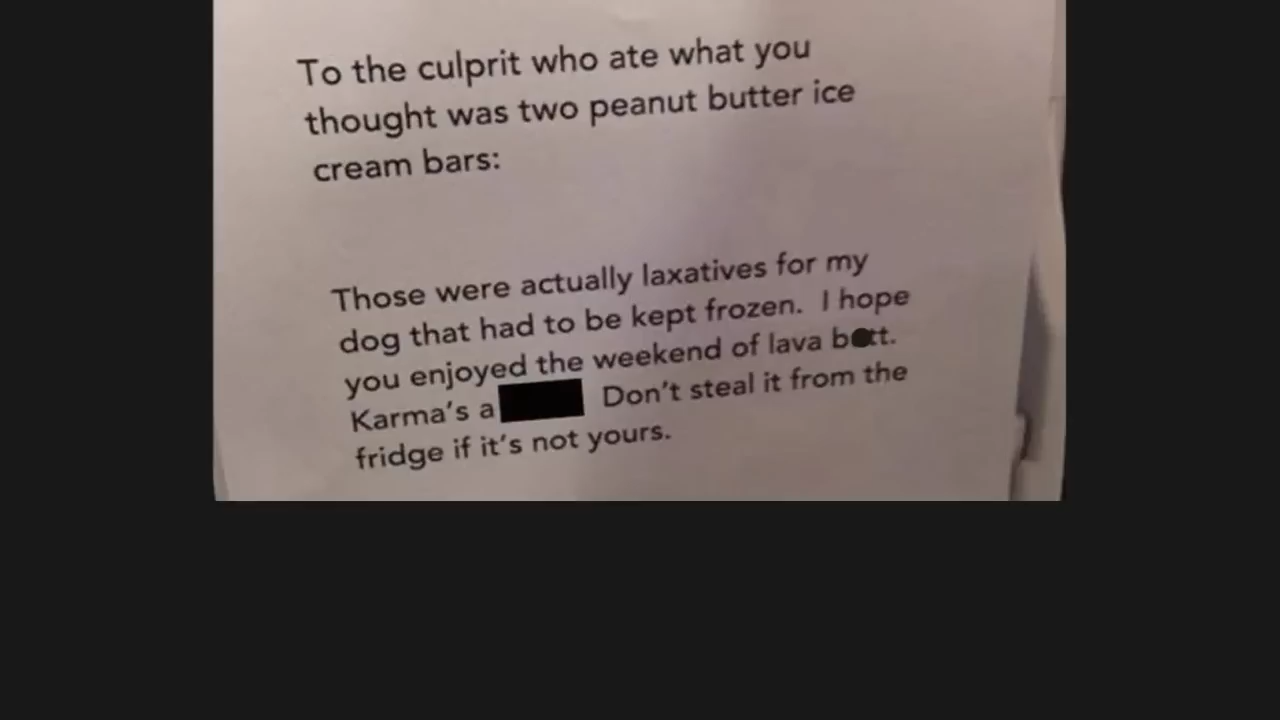 To the culprit who ate what you
thought was two peanut butter ice
cream bars:
Those were actually laxatives for my
dog that had to be kept frozen. I hope
you enjoyed the weekend of lava
Karma's a
Don't steal it from the
fridge if it's not yours.